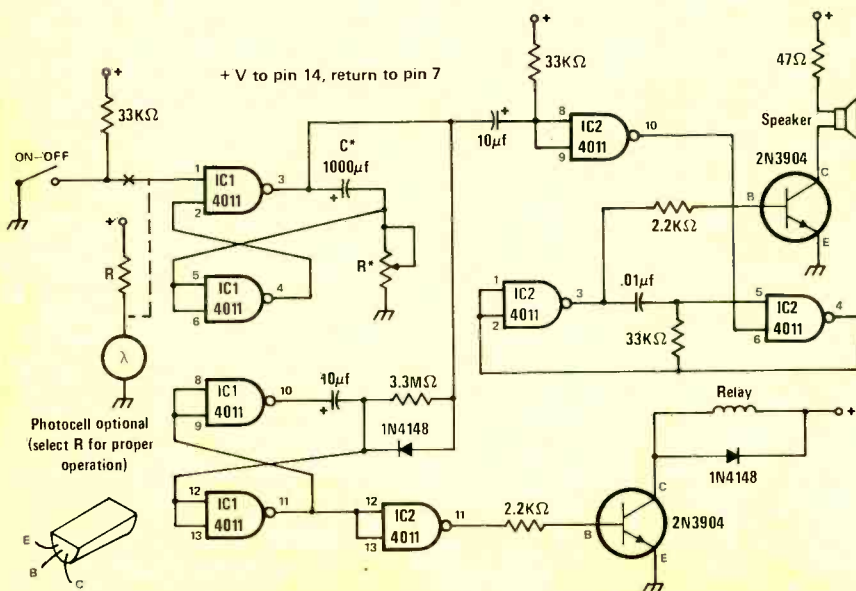 + V to pin 14, return to pin 7
+
33KΩ
ON-OFF
1
2
IC1
4011
3
C*
1000μf
+
R*
5
6
IC1
4011
4
+
R
λ
Photocell optional
(select R for proper
operation)
10μf
+
+
33KΩ
8
9
IC2
4011
10
+
47Ω
Speaker
2N3904
C
B
E
2.2KΩ
1
2
IC2
4011
3
.01μf
33KΩ
5
6
IC2
4011
4
8
9
IC1
4011
10
10μf
+
3.3MΩ
1N4148
12
13
IC1
4011
11
12
13
IC2
4011
11
2.2KΩ
Relay
+
1N4148
C
B
E
2N3904
E
B
C